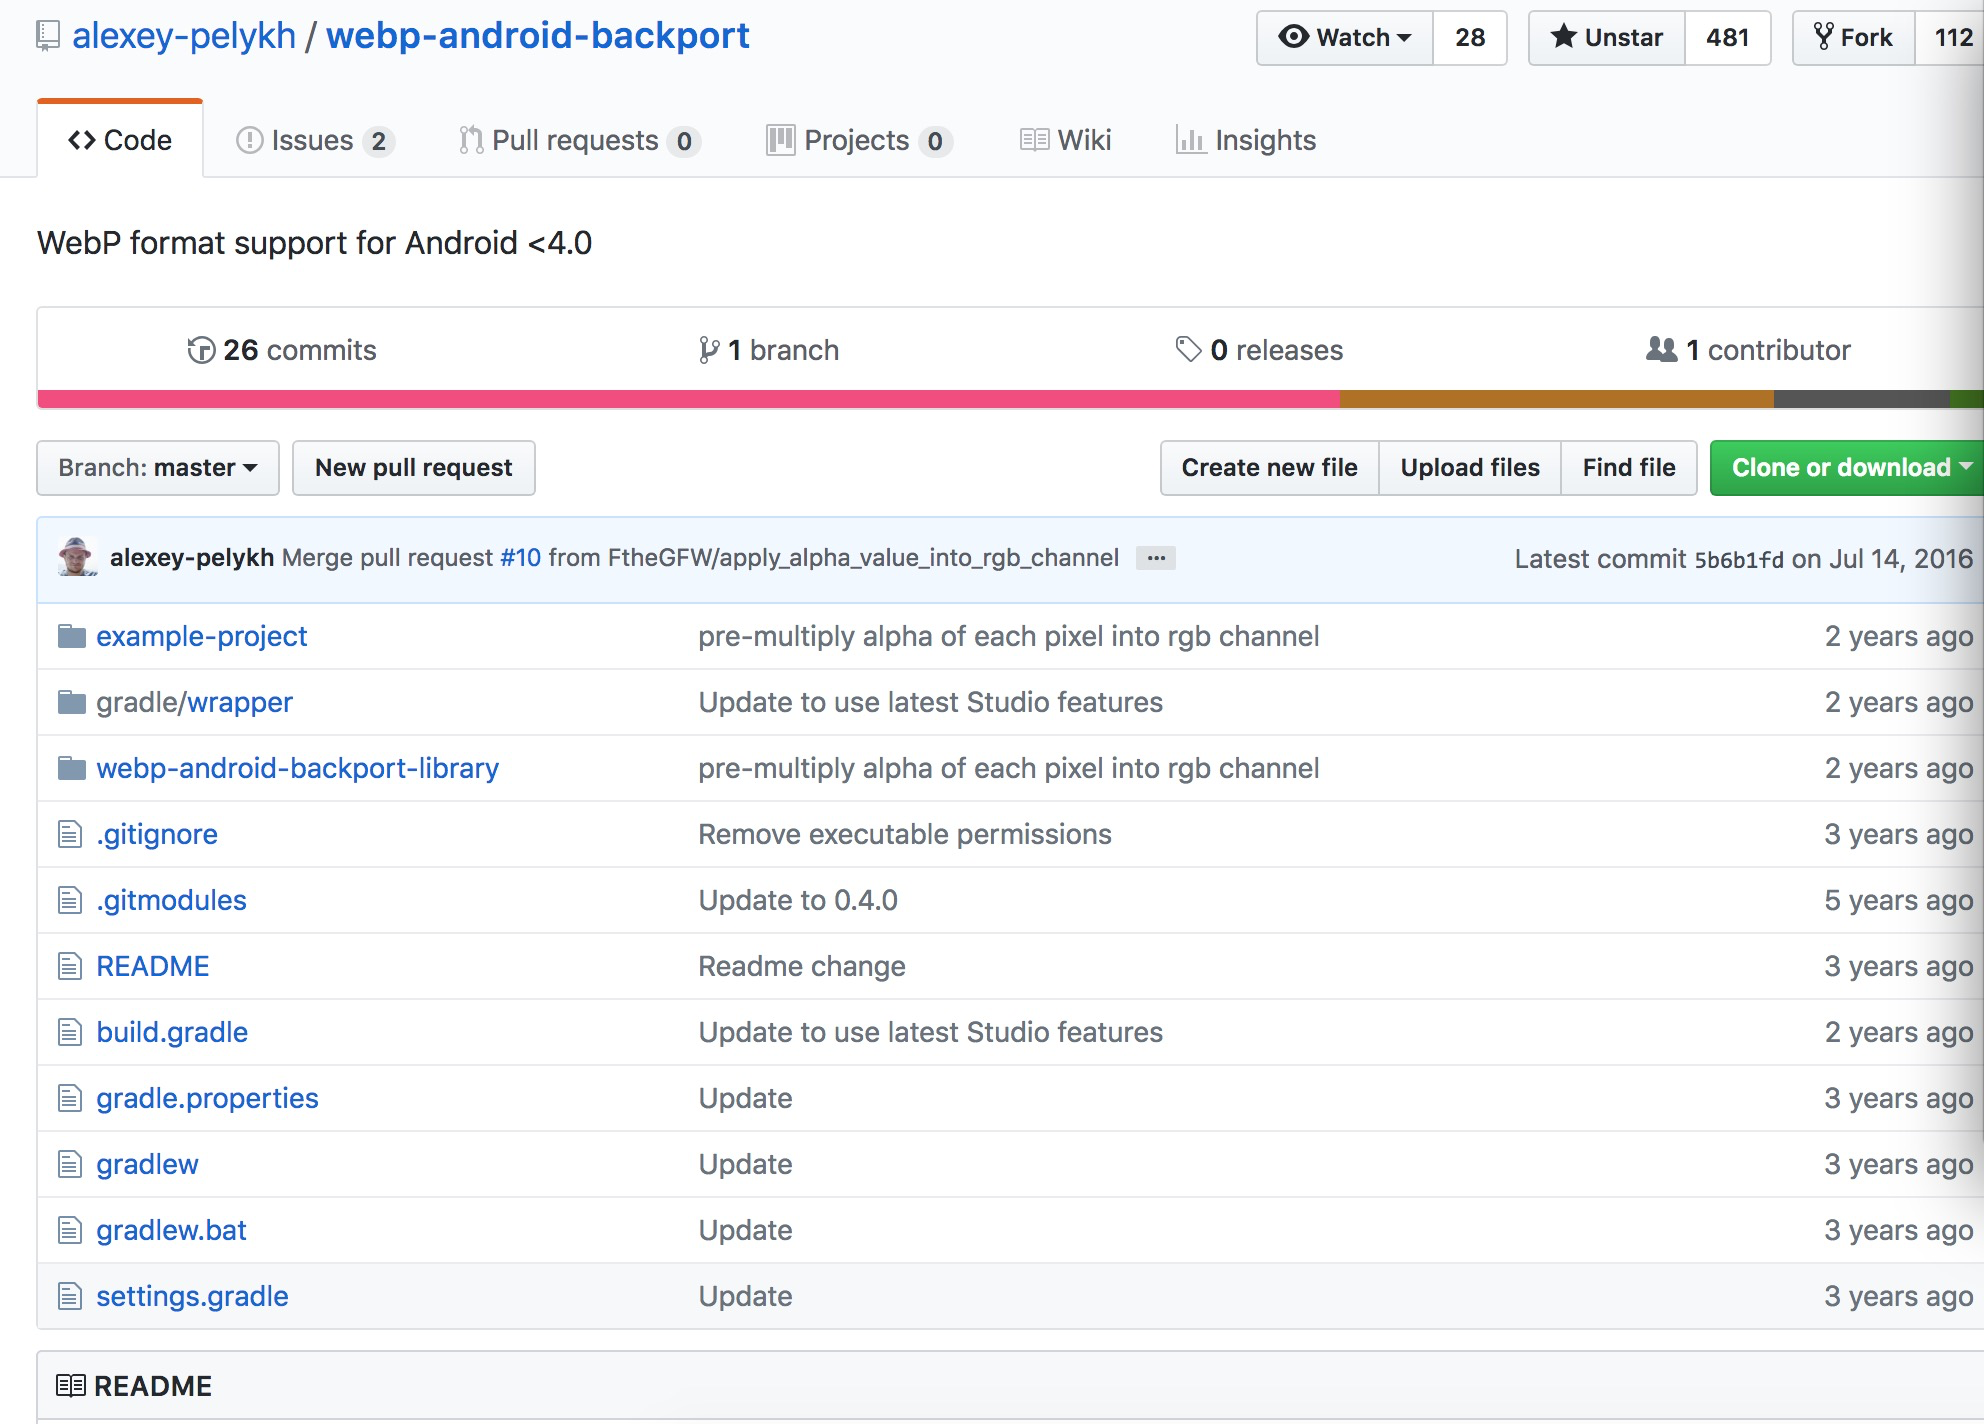 alexey-pelykh / webp-android-backport Watch 28 Unstar 481 Fork 112
Code Issues 2 Pull requests 0 Projects 0 Wiki Insights
WebP format support for Android <4.0
26 commits 1 branch 0 releases 1 contributor
Branch: master New pull request Create new file Upload files Find file Clone or download
alexey-pelykh Merge pull request #10 from FtheGFW/apply_alpha_value_into_rgb_channel ... Latest commit 5b6b1fd on Jul 14, 2016
example-project pre-multiply alpha of each pixel into rgb channel 2 years ago
gradle/wrapper Update to use latest Studio features 2 years ago
webp-android-backport-library pre-multiply alpha of each pixel into rgb channel 2 years ago
.gitignore Remove executable permissions 3 years ago
.gitmodules Update to 0.4.0 5 years ago
README Readme change 3 years ago
build.gradle Update to use latest Studio features 2 years ago
gradle.properties Update 3 years ago
gradlew Update 3 years ago
gradlew.bat Update 3 years ago
settings.gradle Update 3 years ago
README